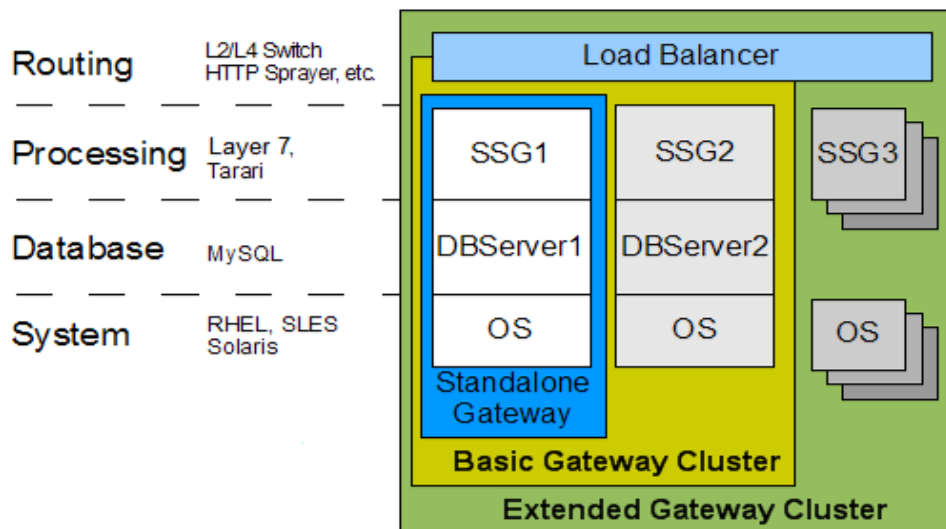 Routing
L2/L4 Switch
HTTP Sprayer, etc.
Load Balancer
Processing
Layer 7,
Tarari
SSG1
SSG2
SSG3
Database
MySQL
DBServer1
DBServer2
System
RHEL, SLES
Solaris
OS
OS
OS
Standalone
Gateway
Basic Gateway Cluster
Extended Gateway Cluster